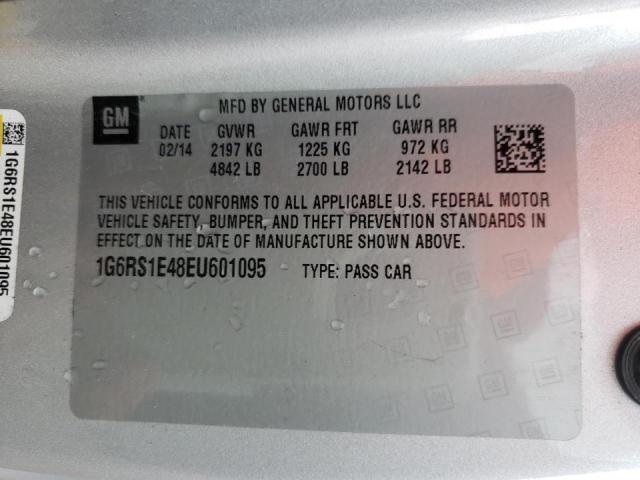 GM MFD BY GENERAL MOTORS LLC
DATE GVWR GAWR FRT GAWR RR
02/14 2197 KG 1225 KG 972 KG
4842 LB 2700 LB 2142 LB
THIS VEHICLE CONFORMS TO ALL APPLICABLE U.S. FEDERAL MOTOR
VEHICLE SAFETY, BUMPER, AND THEFT PREVENTION STANDARDS IN
EFFECT ON THE DATE OF MANUFACTURE SHOWN ABOVE.
1G6RS1E48EU601095 TYPE: PASS CAR
1G6RS1E48EU601095